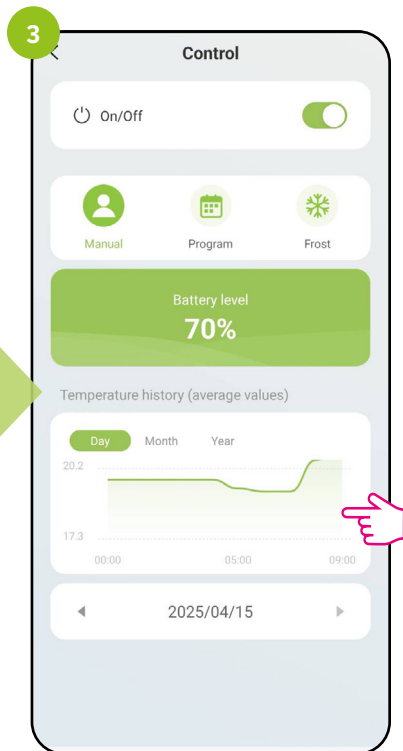 3
Control
On/Off
Manual Program Frost
Battery level
70%
Temperature history (average values)
Day Month Year
20.2
17.3
00:00 05:00 09:00
2025/04/15